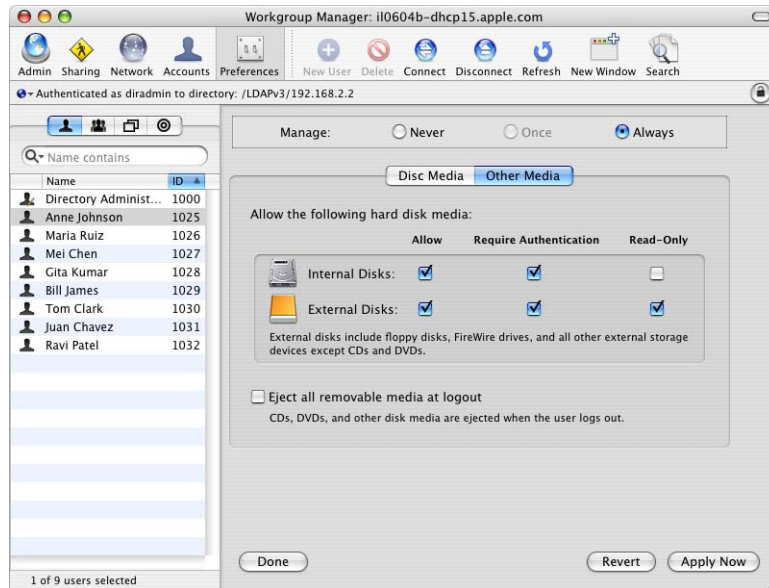 Workgroup Manager: il0604b-dhcp15.apple.com
Admin Sharing Network Accounts Preferences New User Delete Connect Disconnect Refresh New Window Search
Authenticated as diradmin to directory: /LDAPv3/192.168.2.2
Name contains
Name ID
Directory Administ... 1000
Anne Johnson 1025
Maria Ruiz 1026
Mei Chen 1027
Gita Kumar 1028
Bill James 1029
Tom Clark 1030
Juan Chavez 1031
Ravi Patel 1032
1 of 9 users selected
Manage: Never Once Always
Disc Media Other Media
Allow the following hard disk media:
Allow Require Authentication Read-Only
Internal Disks:
External Disks:
External disks include floppy disks, FireWire drives, and all other external storage
devices except CDs and DVDs.
Eject all removable media at logout
CDs, DVDs, and other disk media are ejected when the user logs out.
Done Revert Apply Now